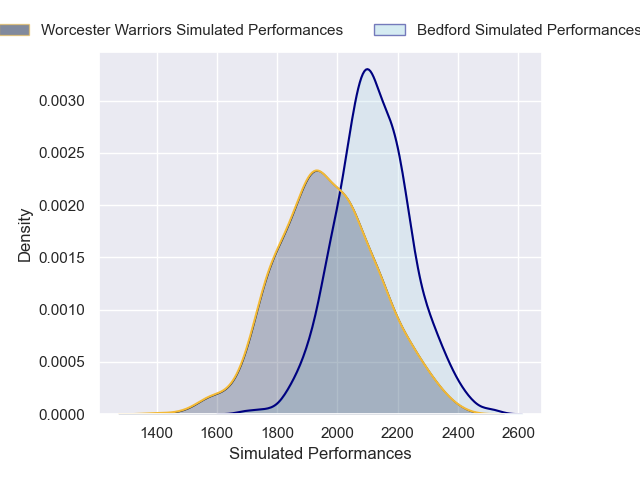 Worcester Warriors Simulated Performances
Bedford Simulated Performances
0.0030
0.0025
0.0020
0.0015
0.0010
0.0005
0.0000
Density
1400 1600 1800 2000 2200 2400 2600
Simulated Performances